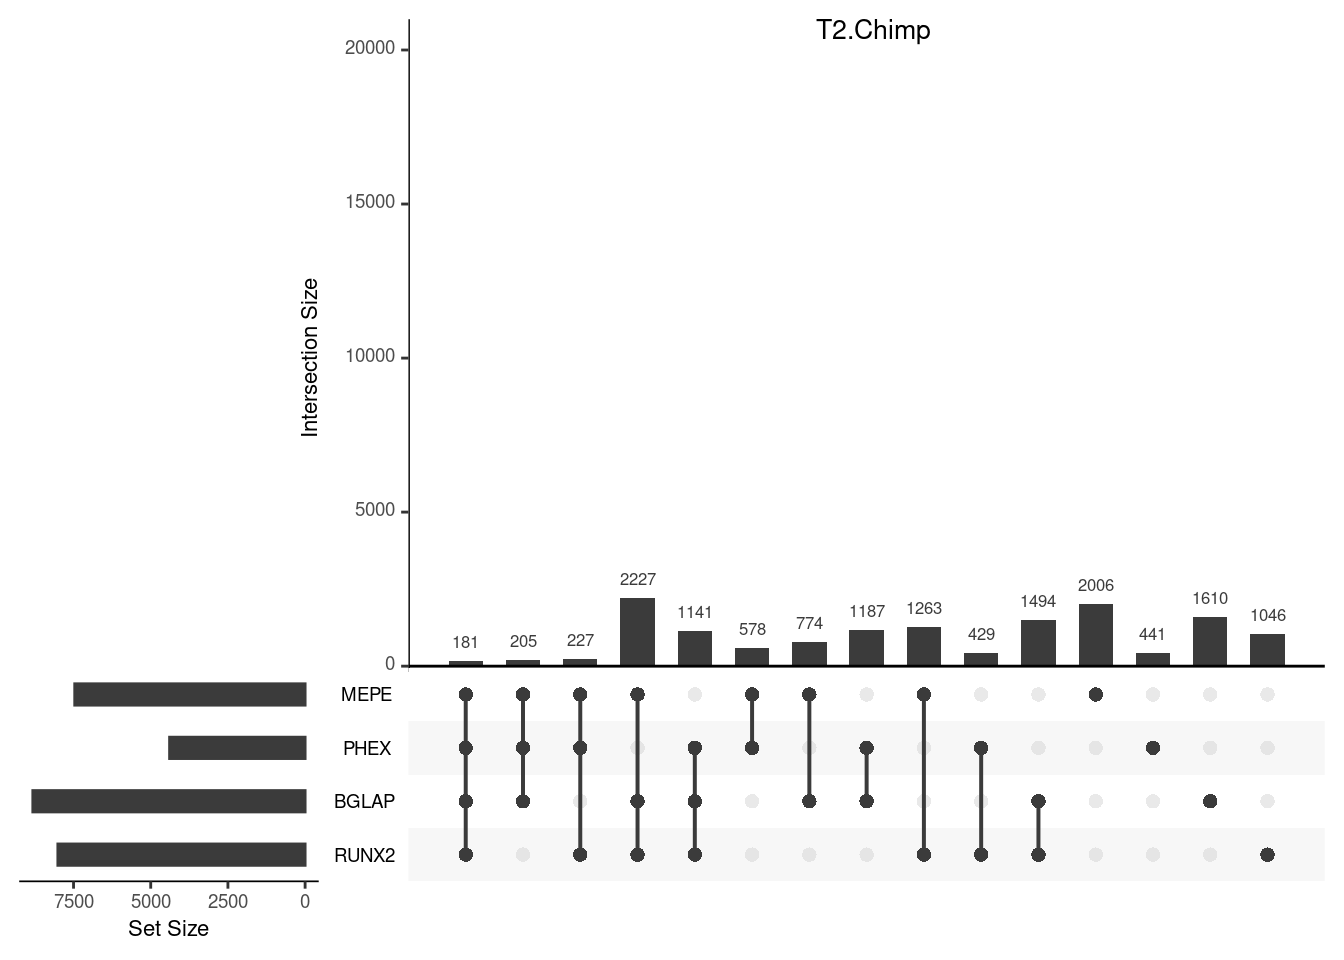 T2.Chimp
20000
15000
10000
5000
0
Intersection Size
181 205 227 2227 1141 578 774 1187 1263 429 1494 2006 441 1610 1046
MEPE
PHEX
BGLAP
RUNX2
7500 5000 2500 0
Set Size